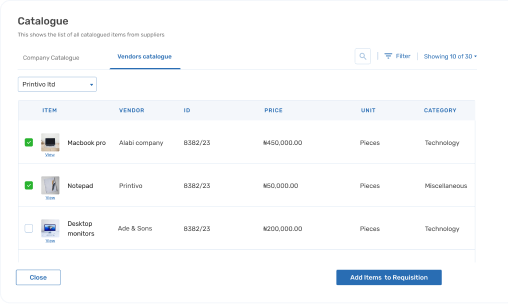 Catalogue
This shows the list of all catalogued items from suppliers.
Company Catalogue
Vendors catalogue
Filter
Showing 10 of 30
Printivo ltd
ITEM VENDOR ID PRICE UNIT CATEGORY
Macbook pro Alabi company 8382/23 ₦450,000.00 Pieces Technology
View
Notepad Printivo 8382/23 ₦50,000.00 Pieces Miscellaneous
View
Desktop
monitors Ade & Sons 8382/23 ₦200,000.00 Pieces Technology
View
Close
Add Items to Requisition